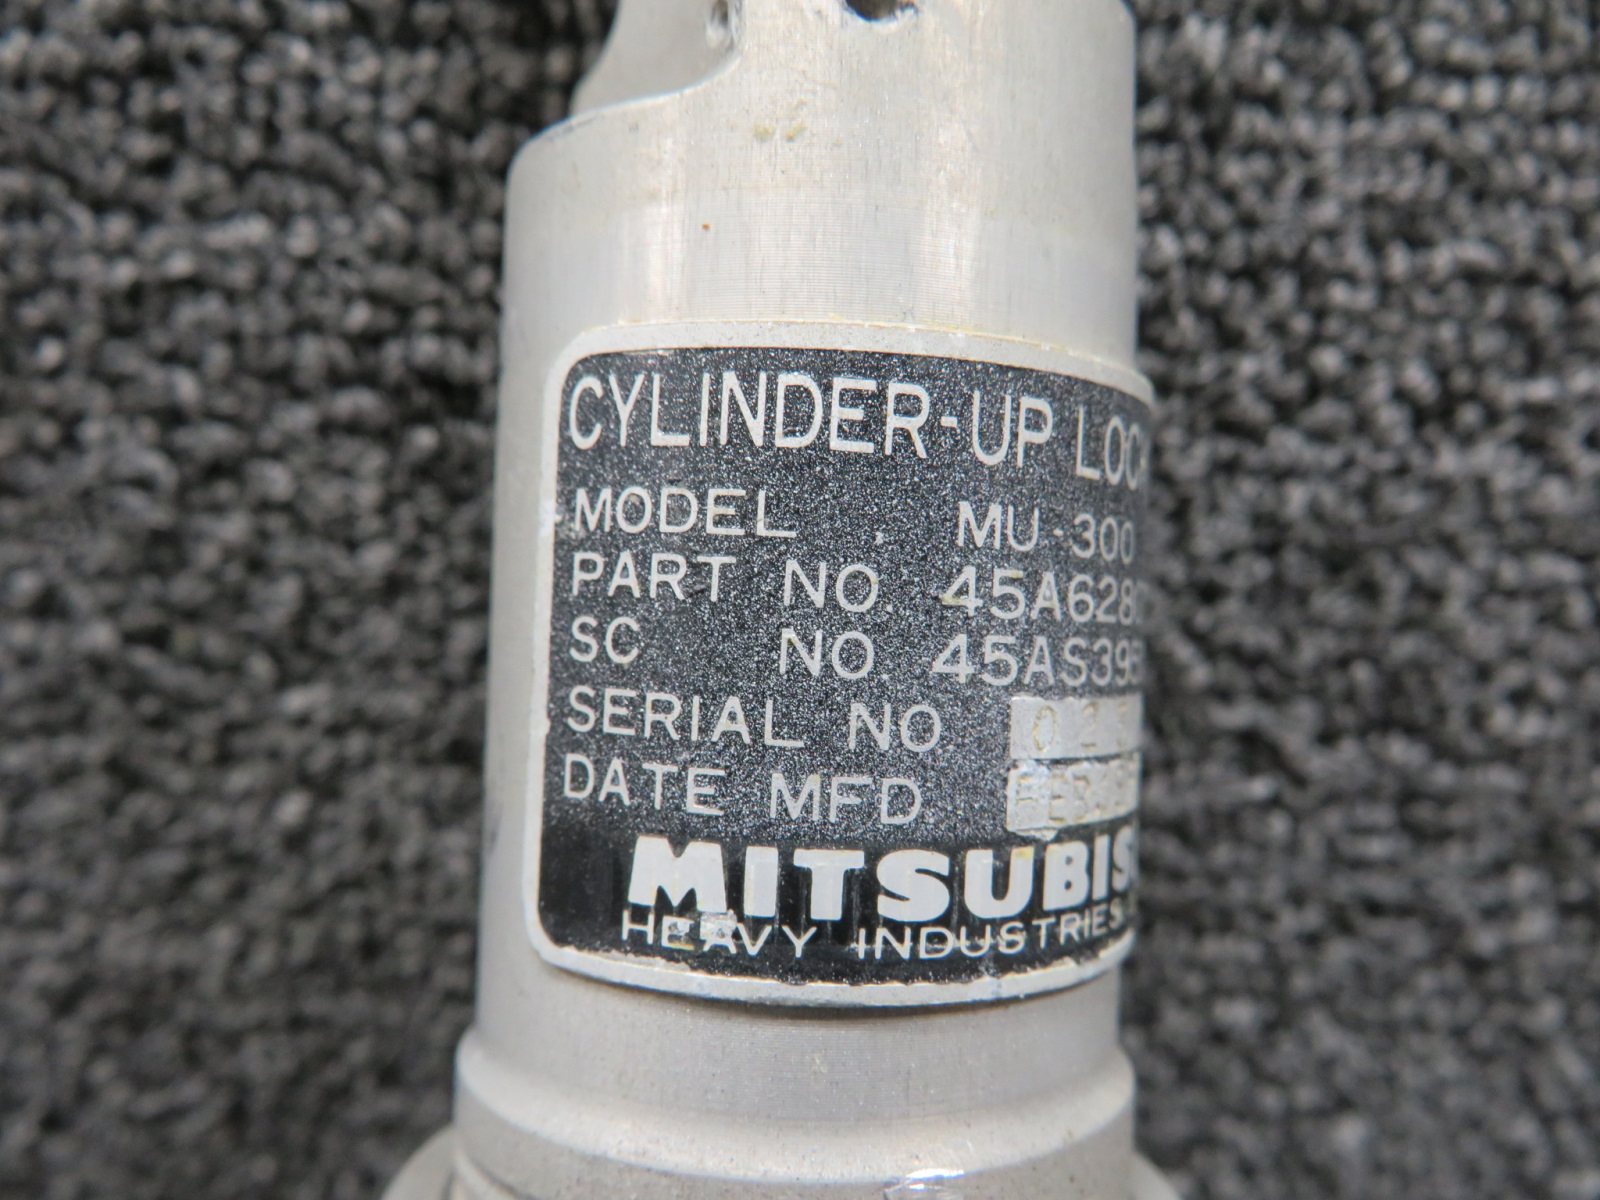 CYLINDER-UP LOC
MODEL MU-300
PART NO. 45A628
SC NO. 45AS39
SERIAL NO 02
DATE MFD.
MITSUBIS
HEAVY INDUSTRIES